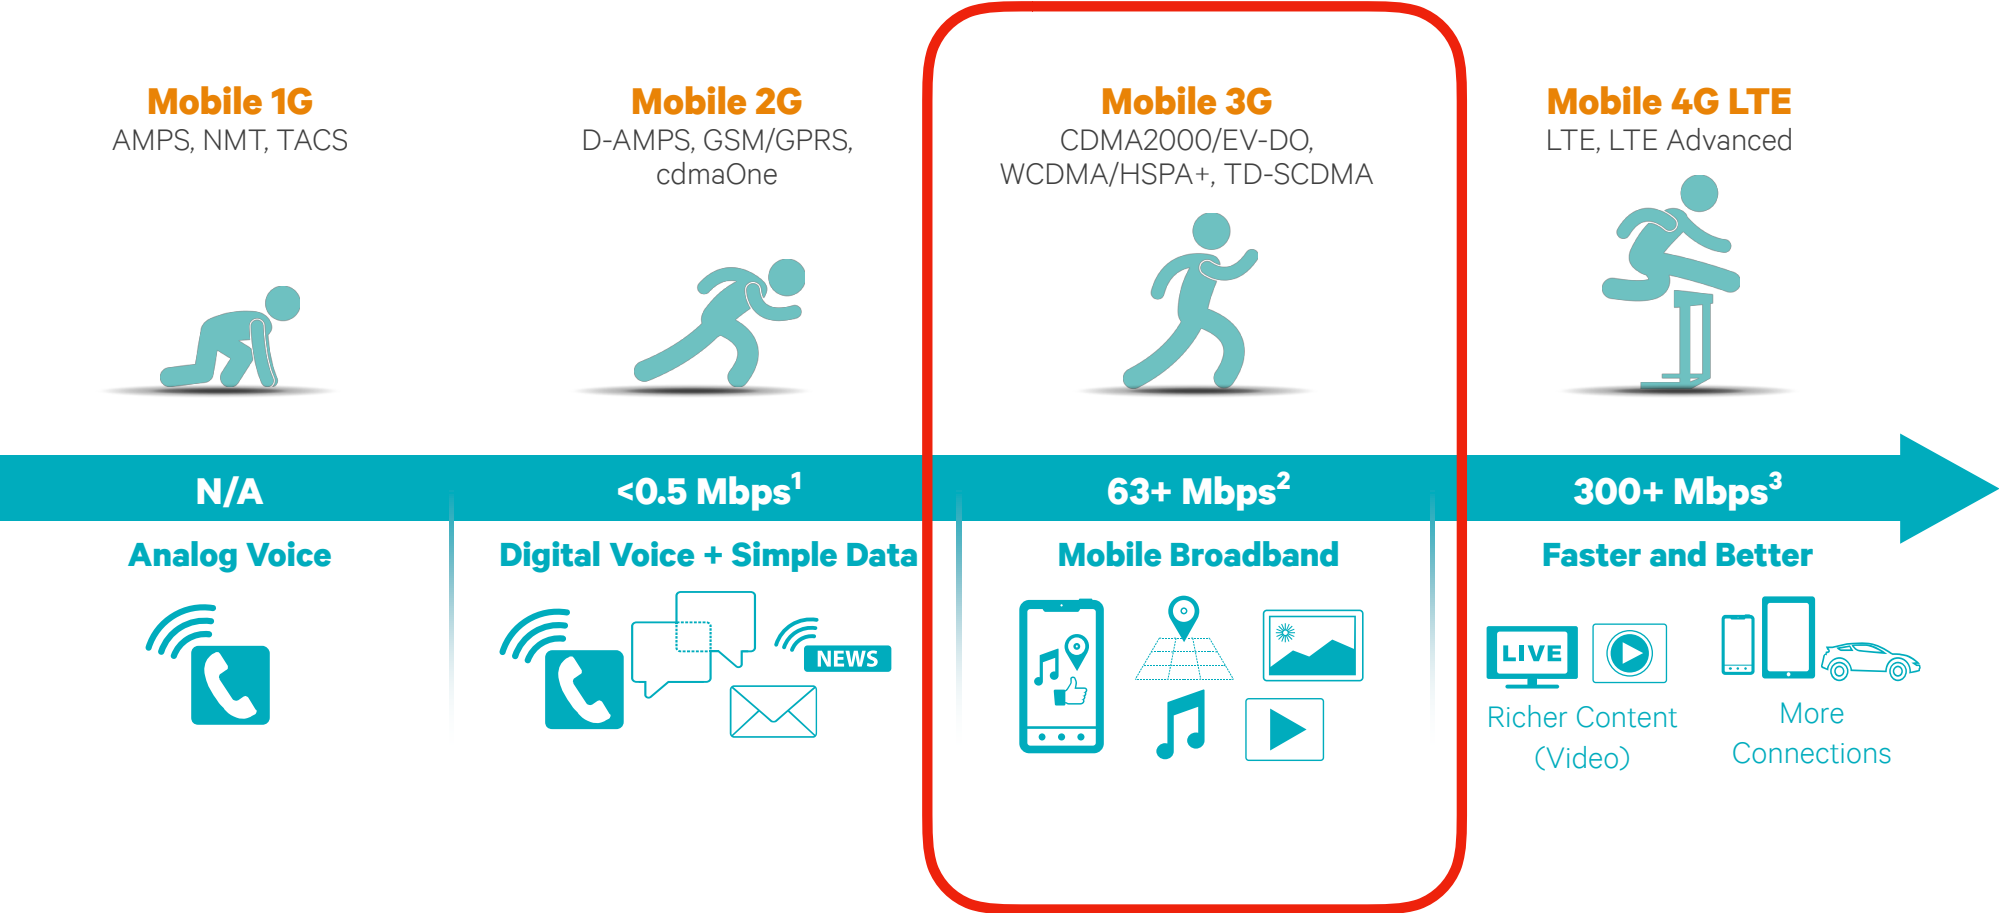 Mobile 1G
AMPS, NMT, TACS
Mobile 2G
D-AMPS, GSM/GPRS,
cdmaOne
Mobile 3G
CDMA2000/EV-DO,
WCDMA/HSPA+, TD-SCDMA
Mobile 4G LTE
LTE, LTE Advanced
N/A
<0.5 Mbps¹
63+ Mbps²
300+ Mbps³
Analog Voice
Digital Voice + Simple Data
NEWS
Mobile Broadband
Faster and Better
LIVE
Richer Content
(Video)
More
Connections